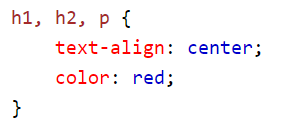 h1, h2, p {
    text-align: center;
    color: red;
}